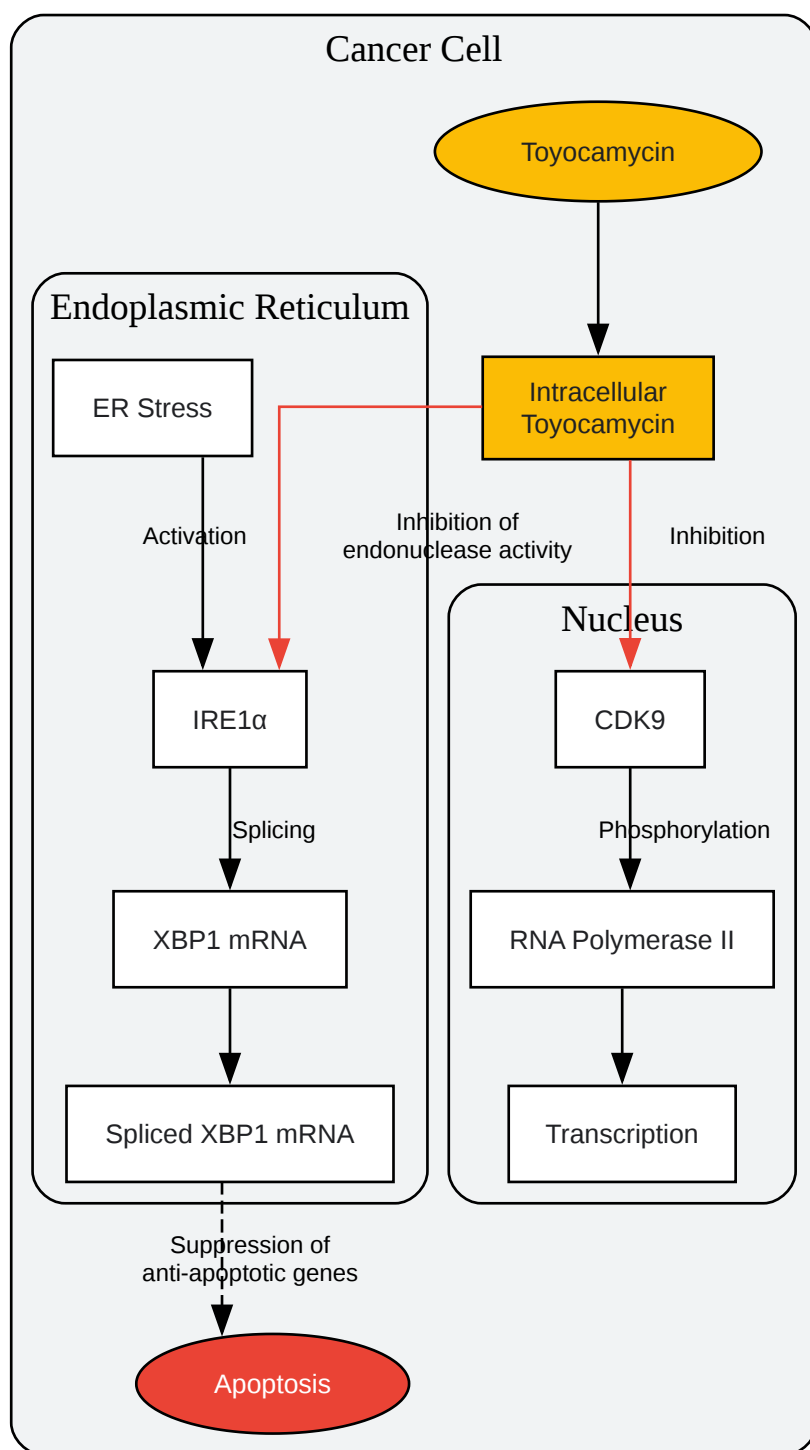 Cancer Cell
Toyocamycin
Endoplasmic Reticulum
ER Stress
Intracellular
Toyocamycin
Activation
Inhibition of
endonuclease activity
Inhibition
Nucleus
IRE1α
CDK9
Splicing
Phosphorylation
XBP1 mRNA
RNA Polymerase II
Spliced XBP1 mRNA
Transcription
Suppression of
anti-apoptotic genes
Apoptosis